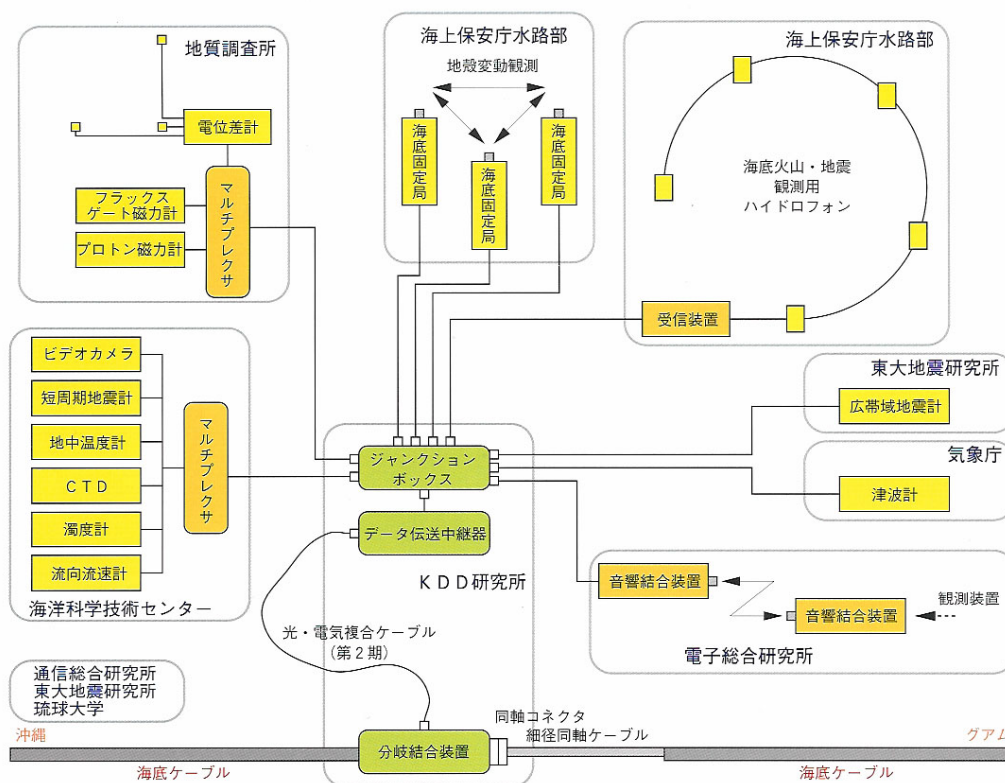 地質調査所
電位差計
フラックス
ゲート磁力計
プロトン磁力計
マルチプレクサ
海上保安庁水路部
地殻変動観測
海底固定局
海底固定局
海底固定局
海上保安庁水路部
海底火山・地震
観測用
ハイドロフォン
受信装置
ビデオカメラ
短周期地震計
地中温度計
CTD
濁度計
流向流速計
マルチプレクサ
海洋科学技術センター
ジャンクション
ボックス
データ伝送中継器
KDD研究所
光・電気複合ケーブル
(第2期)
東大地震研究所
広帯域地震計
気象庁
津波計
音響結合装置
音響結合装置
観測装置
電子総合研究所
通信総合研究所
東大地震研究所
琉球大学
沖縄
海底ケーブル
分岐結合装置
同軸コネクタ
細径同軸ケーブル
グアム
海底ケーブル